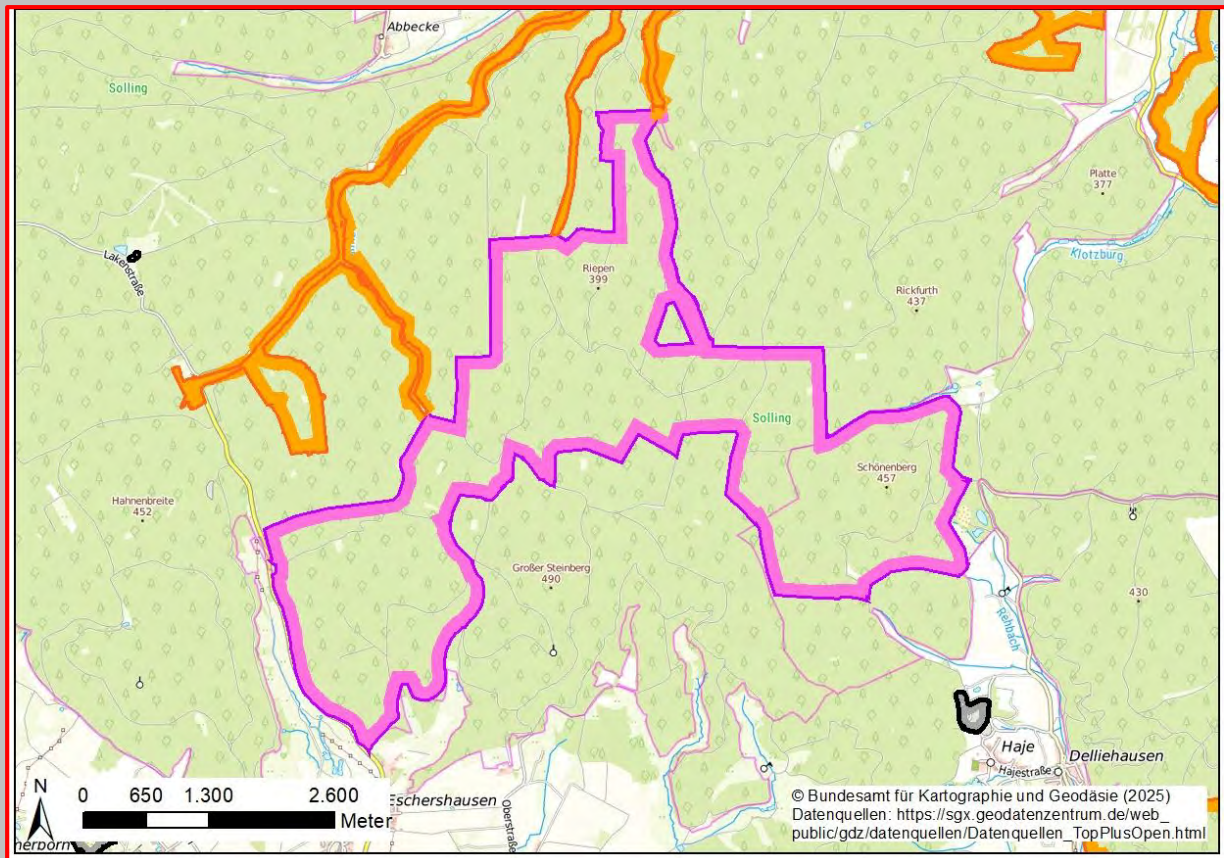 Abbecke
Solling
Platte
377
Klotzburg
Lakenstraße
Riepen
399
Rickfurth
437
Solling
Schönenberg
457
Hahnenbreite
452
Großer Steinberg
490
430
Rehbach
Haje
Delliehausen
Hajestraße
N
0 650 1.300 2.600
Meter
Eschershausen
Oberstraße
herborn
© Bundesamt für Kartographie und Geodäsie (2025)
Datenquellen: https://sgx.geodatenzentrum.de/web_
public/gdz/datenquellen/Datenquellen_TopPlusOpen.html